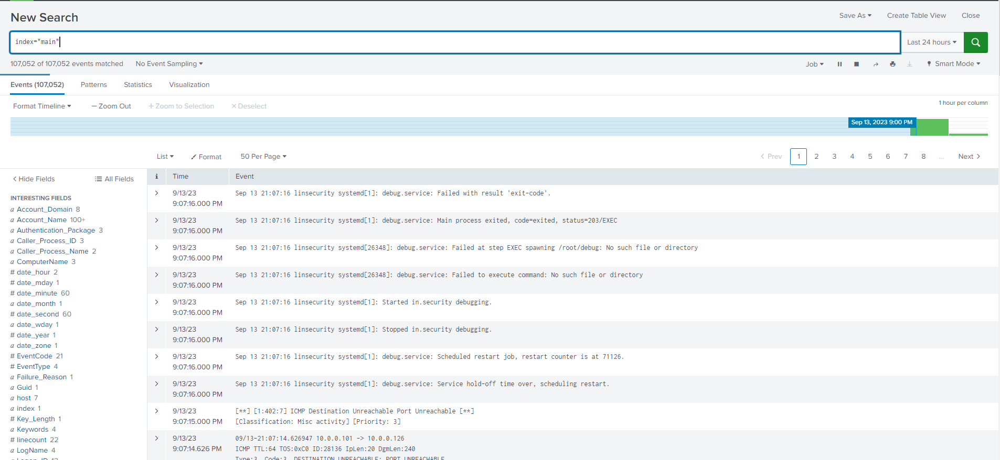 New Search
Save As
Create Table View
Close
index="main"
Last 24 hours
107,052 of 107,052 events matched
No Event Sampling
Job
Smart Mode
Events (107,052)
Patterns
Statistics
Visualization
Format Timeline
— Zoom Out
+ Zoom to Selection
× Deselect
1 hour per column
Sep 13, 2023 9:00 PM
List
Format
50 Per Page
< Prev
1
2
3
4
5
6
7
8
...
Next >
< Hide Fields
All Fields
INTERESTING FIELDS
a Account_Domain 8
a Account_Name 100+
a Authentication_Package 3
a Caller_Process_ID 3
a Caller_Process_Name 2
a ComputerName 3
# date_hour 2
# date_mday 1
# date_minute 60
a date_month 1
# date_second 60
a date_wday 1
# date_year 1
a date_zone 1
# EventCode 21
# EventType 4
a Failure_Reason 1
a Guid 1
a host 7
a index 1
# Key_Length 1
a Keywords 4
# linecount 22
a LogName 4
i
Time
Event
9/13/23
9:07:16.000 PM
Sep 13 21:07:16 linsecurity systemd[1]: debug.service: Failed with result 'exit-code'.
9/13/23
9:07:16.000 PM
Sep 13 21:07:16 linsecurity systemd[1]: debug.service: Main process exited, code=exited, status=203/EXEC
9/13/23
9:07:16.000 PM
Sep 13 21:07:16 linsecurity systemd[26348]: debug.service: Failed at step EXEC spawning /root/debug: No such file or directory
9/13/23
9:07:16.000 PM
Sep 13 21:07:16 linsecurity systemd[26348]: debug.service: Failed to execute command: No such file or directory
9/13/23
9:07:16.000 PM
Sep 13 21:07:16 linsecurity systemd[1]: Started in.security debugging.
9/13/23
9:07:16.000 PM
Sep 13 21:07:16 linsecurity systemd[1]: Stopped in.security debugging.
9/13/23
9:07:16.000 PM
Sep 13 21:07:16 linsecurity systemd[1]: debug.service: Scheduled restart job, restart counter is at 71126.
9/13/23
9:07:16.000 PM
Sep 13 21:07:16 linsecurity systemd[1]: debug.service: Service hold-off time over, scheduling restart.
9/13/23
9:07:15.000 PM
[**] [1:402:7] ICMP Destination Unreachable Port Unreachable [**]
[Classification: Misc activity] [Priority: 3]
9/13/23
9:07:14.626 PM
09/13-21:07:14.626947 10.0.0.101 -> 10.0.0.126
ICMP TTL:64 TOS:0xC0 ID:28136 IpLen:20 DgmLen:240
Type:3 Code:3 DESTINATION UNREACHABLE: PORT UNREACHABLE